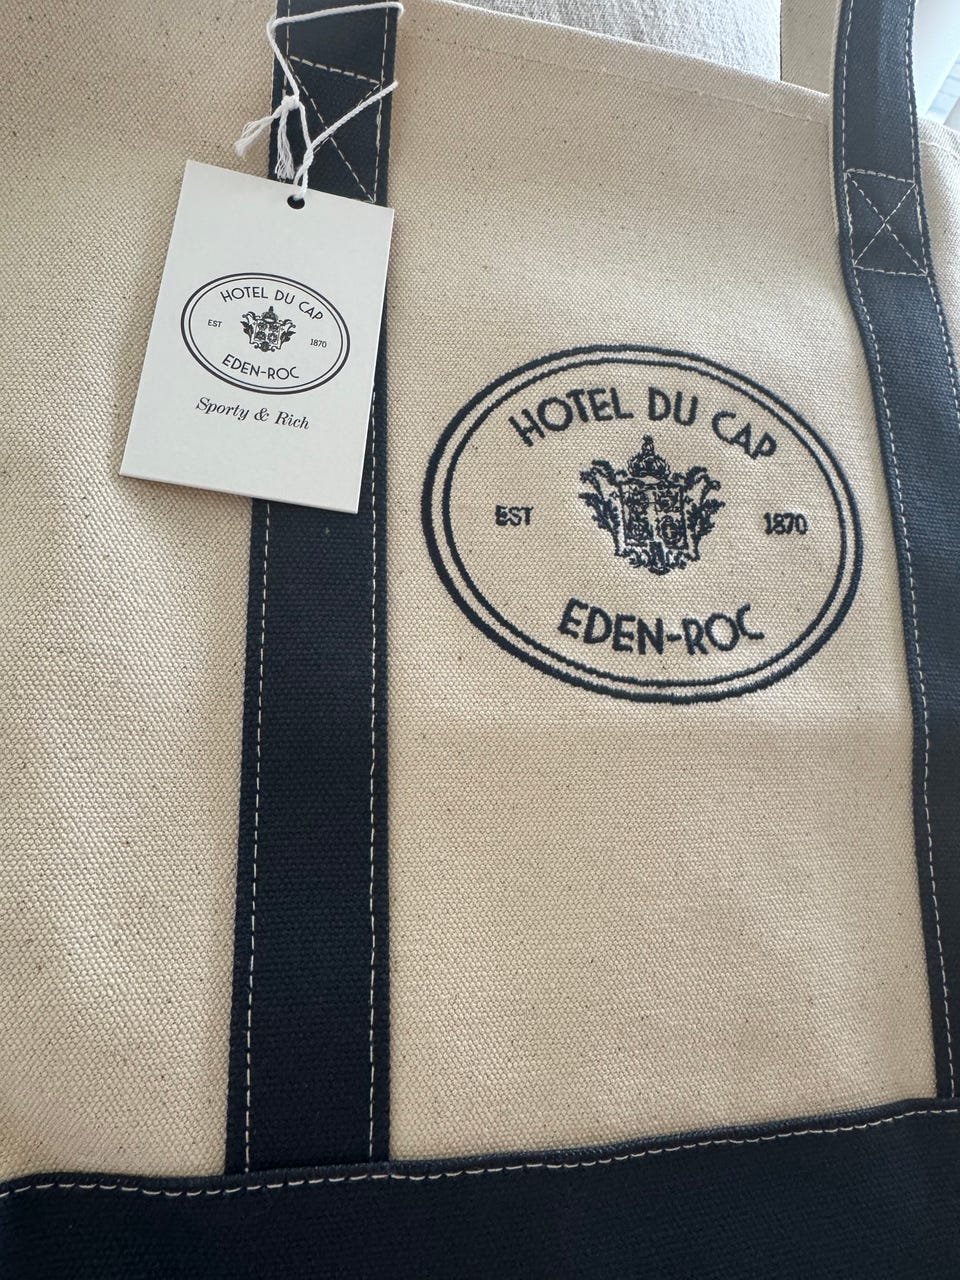 HOTEL DU CAP
EST 1870
EDEN-ROC
Sporty & Rich
HOTEL DU CAP
EST 1870
EDEN-ROC